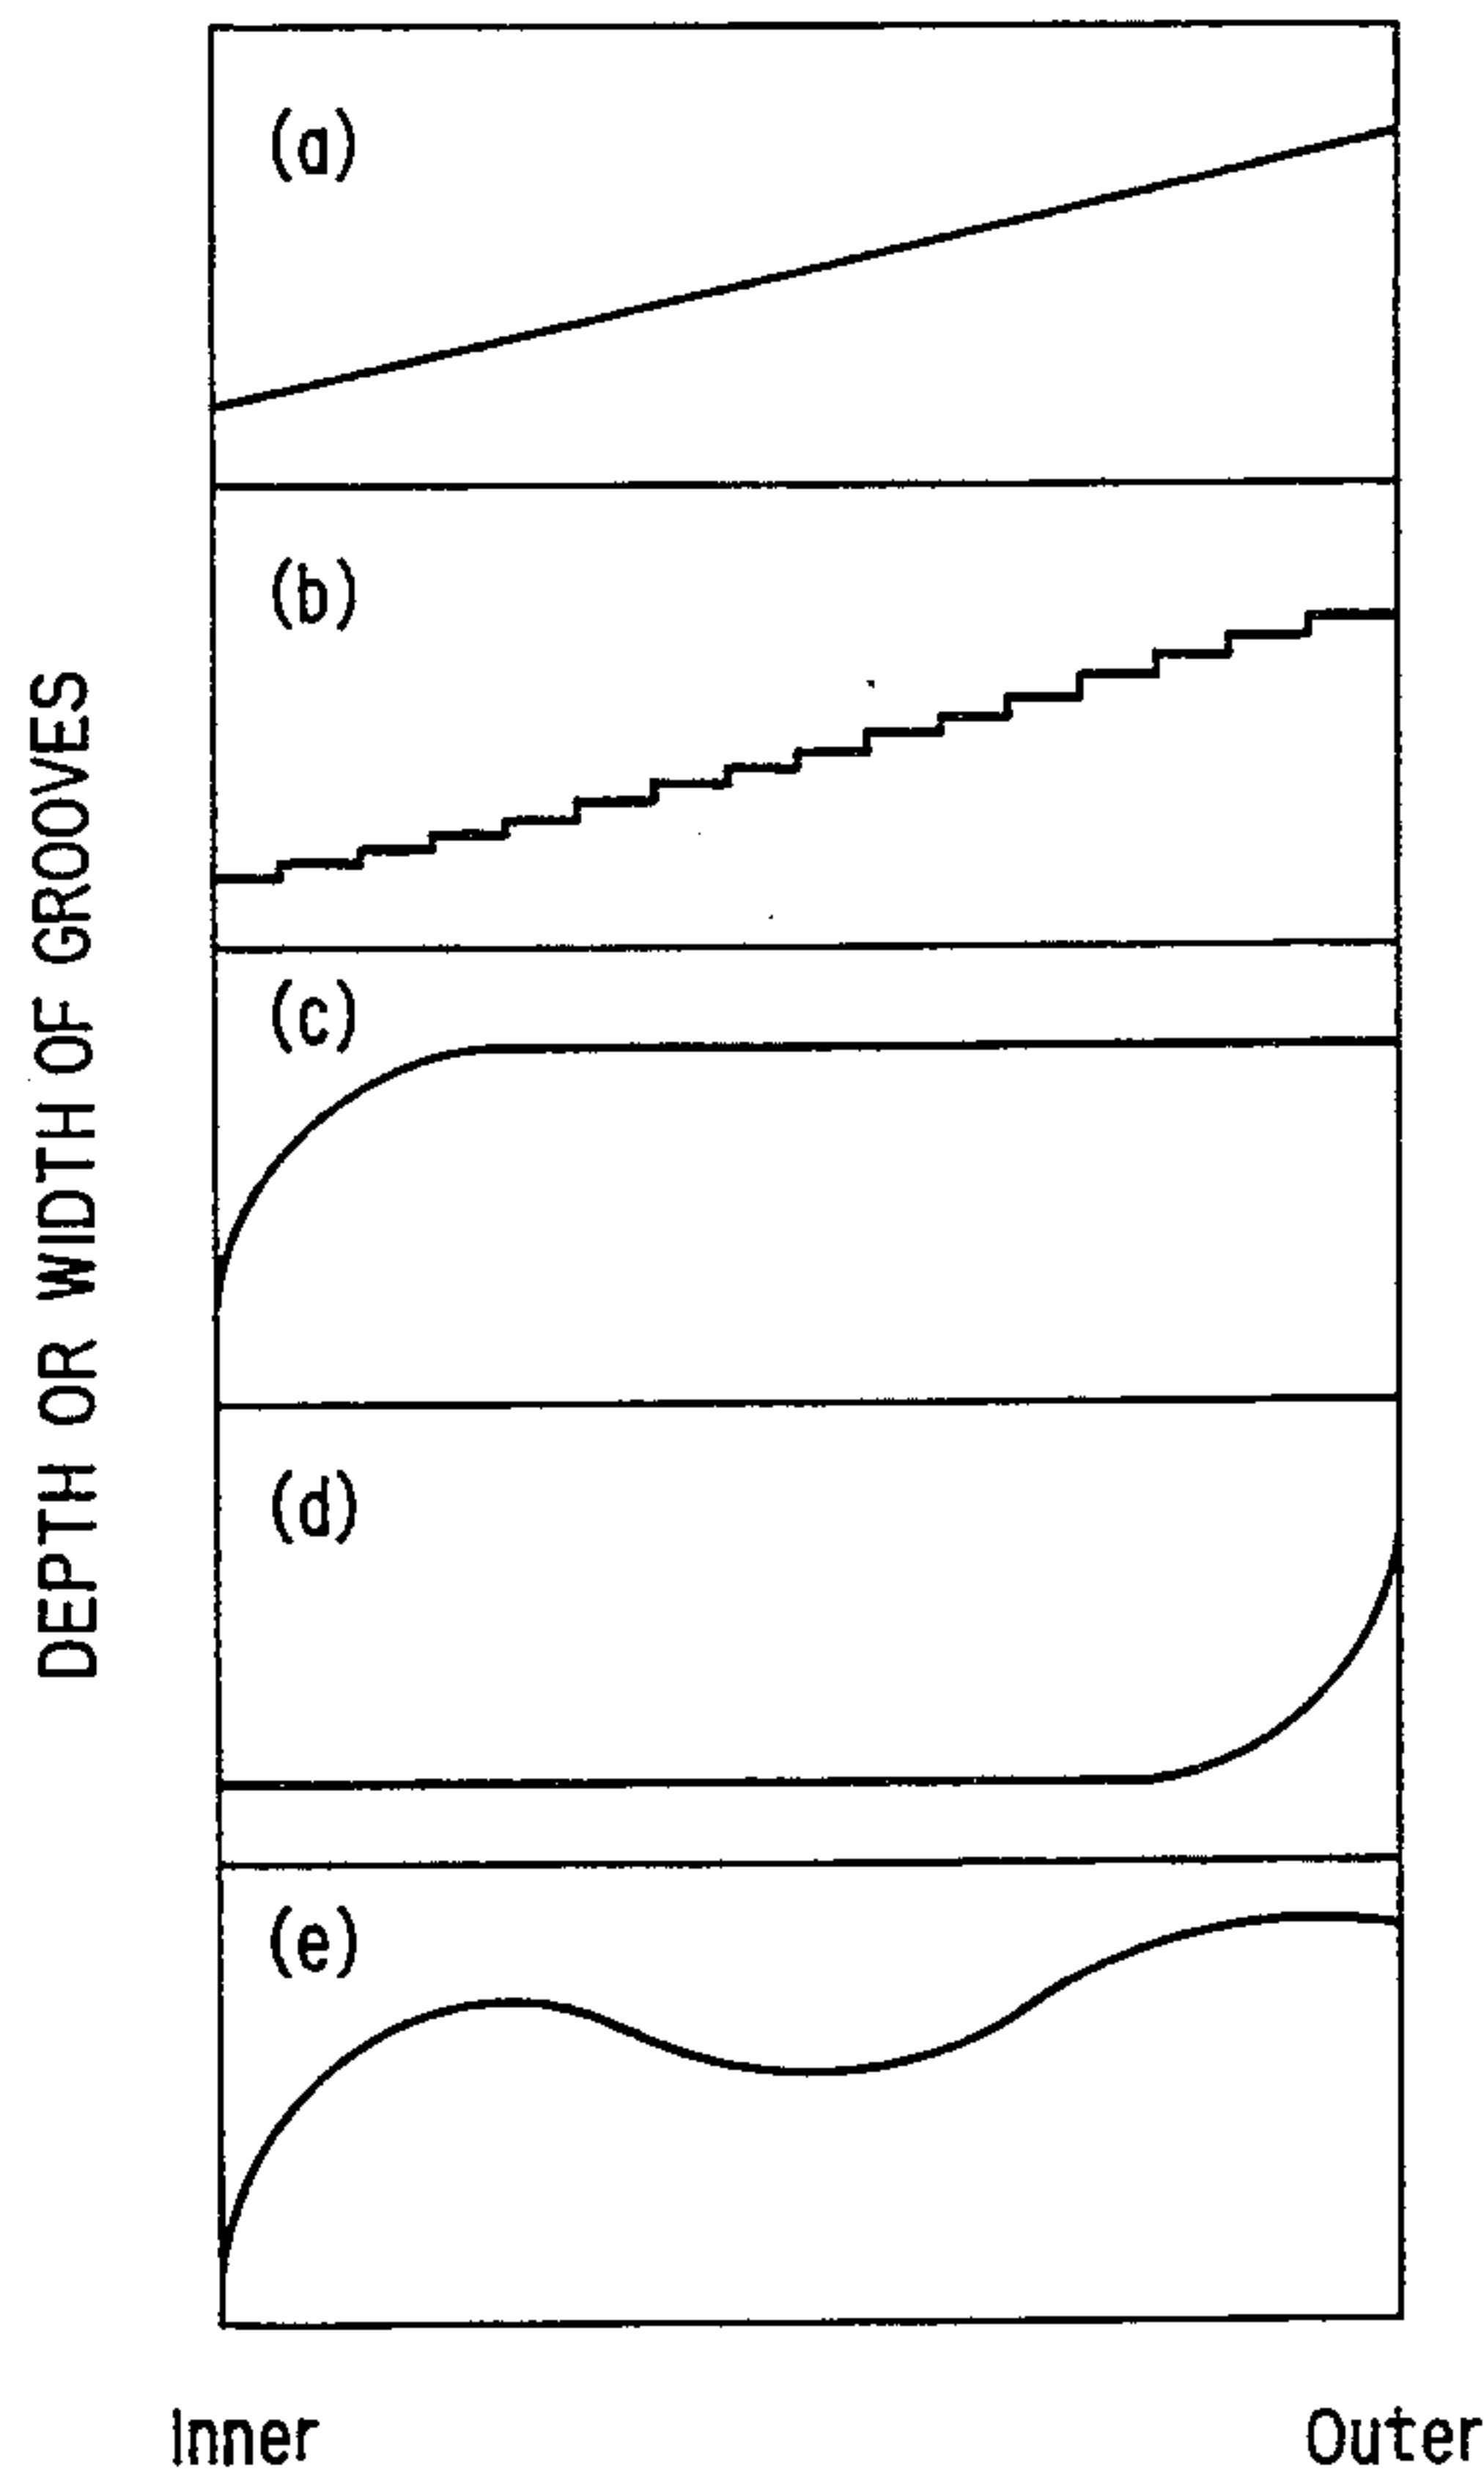 (a)
(b)
(c)
(d)
(e)
DEPTH OR WIDTH OF GROOVES
Inner
Outer